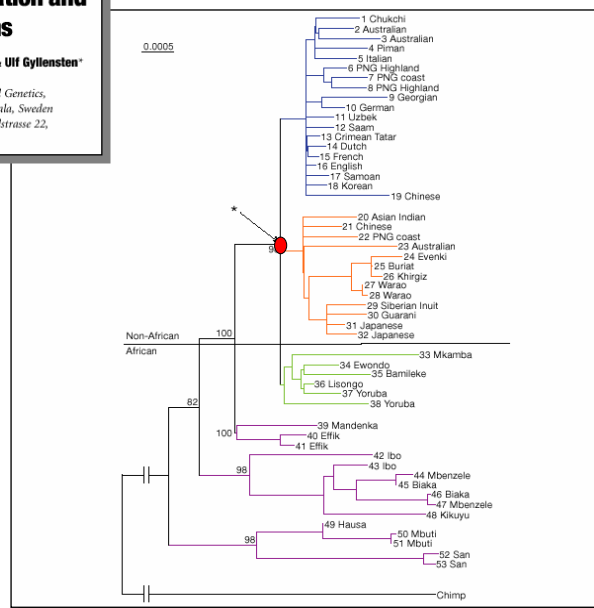 ution and
ns
& Ulf Gyllensten*
l Genetics,
ala, Sweden
lstrasse 22,
0.0005
1 Chukchi
2 Australian
3 Australian
4 Piman
5 Italian
6 PNG Highland
7 PNG coast
8 PNG Highland
9 Georgian
10 German
11 Uzbek
12 Saam
13 Crimean Tatar
14 Dutch
15 French
16 English
17 Samoan
18 Korean
19 Chinese
*
9
20 Asian Indian
21 Chinese
22 PNG coast
23 Australian
24 Evenki
25 Buriat
26 Khirgiz
27 Warao
28 Warao
29 Siberian Inuit
30 Guarani
31 Japanese
32 Japanese
Non-African
100
African
33 Mkamba
34 Ewondo
35 Bamileke
36 Lisongo
37 Yoruba
38 Yoruba
82
39 Mandenka
100
40 Effik
41 Effik
42 Ibo
98
43 Ibo
44 Mbenzele
45 Biaka
46 Biaka
47 Mbenzele
48 Kikuyu
49 Hausa
98
50 Mbuti
51 Mbuti
52 San
53 San
Chimp